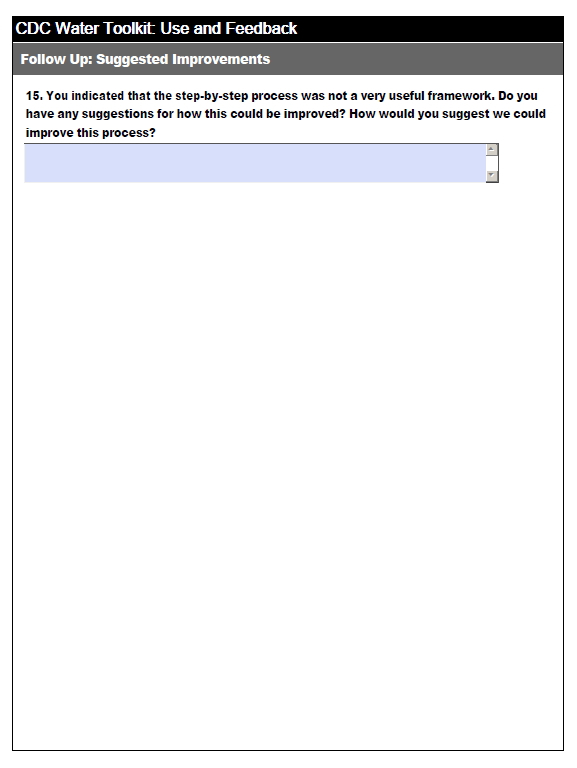 CDC Water Toolkit: Use and Feedback
Follow Up: Suggested Improvements
15. You indicated that the step-by-step process was not a very useful framework. Do you
have any suggestions for how this could be improved? How would you suggest we could
improve this process?